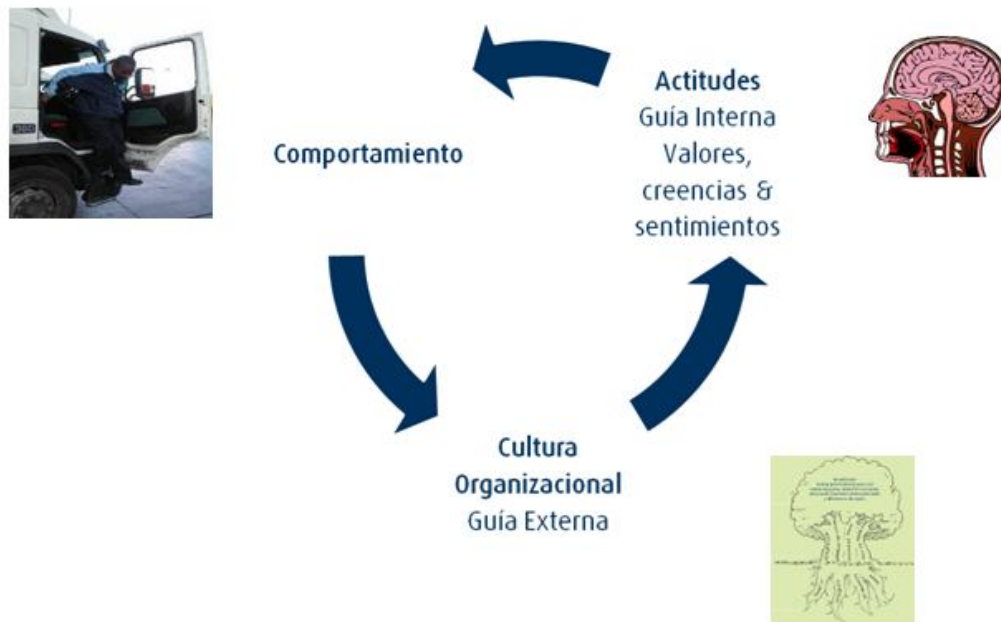 Comportamiento
Actitudes
Guía Interna
Valores,
creencias &
sentimientos
Cultura
Organizacional
Guía Externa